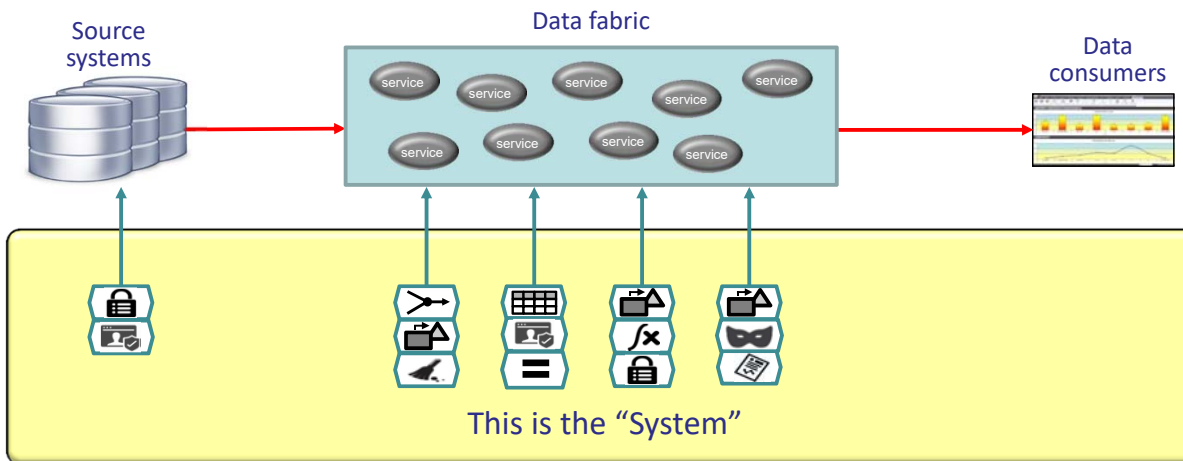 Source
systems
Data fabric
Data
consumers
service
service
service
service
service
service
service
service
service
This is the “System”